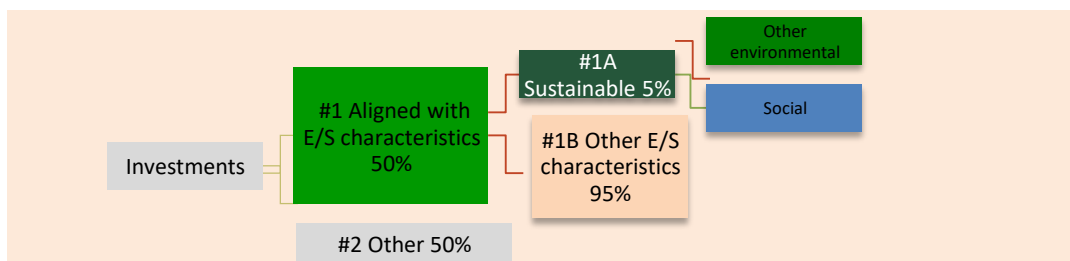 Investments
#1 Aligned with
E/S characteristics
50%
#2 Other 50%
#1A
Sustainable 5%
#1B Other E/S
characteristics
95%
Other
environmental
Social